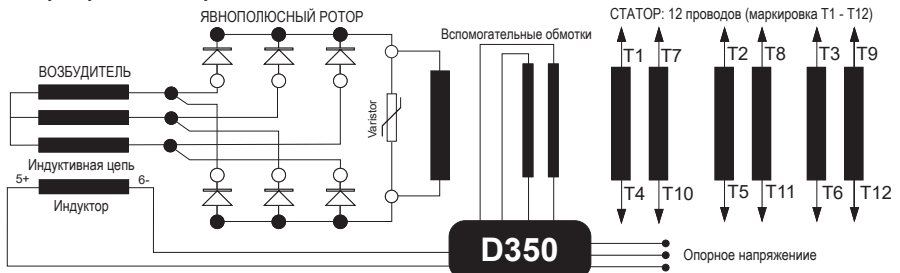 ЯВНОПОЛЮСНЫЙ РОТОР
СТАТОР: 12 проводов (маркировка T1 - T12)
Вспомогательные обмотки
T1 T7 T2 T8 T3 T9
ВОЗБУДИТЕЛЬ
Varistor
Индуктивная цепь
5+ 6-
Индуктор
T4 T10 T5 T11 T6 T12
D350
Опорное напряжениие